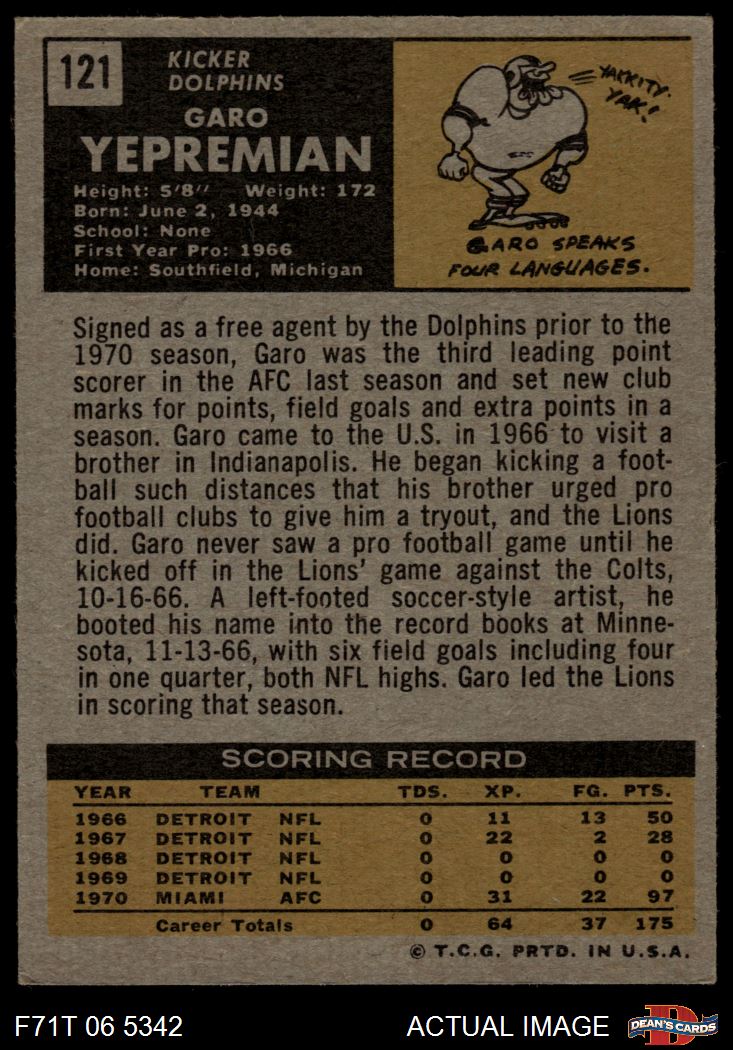 121
KICKER
DOLPHINS
GARO
YEPREMIAN
Height: 5'8" Weight: 172
Born: June 2, 1944
School: None
First Year Pro: 1966
Home: Southfield, Michigan
YAKKITY-
YAK!
GARO SPEAKS
FOUR LANGUAGES.
Signed as a free agent by the Dolphins prior to the
1970 season, Garo was the third leading point
scorer in the AFC last season and set new club
marks for points, field goals and extra points in a
season. Garo came to the U.S. in 1966 to visit a
brother in Indianapolis. He began kicking a foot-
ball such distances that his brother urged pro
football clubs to give him a tryout, and the Lions
did. Garo never saw a pro football game until he
kicked off in the Lions' game against the Colts,
10-16-66. A left-footed soccer-style artist, he
booted his name into the record books at Minne-
sota, 11-13-66, with six field goals including four
in one quarter, both NFL highs. Garo led the Lions
in scoring that season.
SCORING RECORD
YEAR TEAM TDS. XP. FG. PTS.
1966 DETROIT NFL 0 11 13 50
1967 DETROIT NFL 0 22 2 28
1968 DETROIT NFL 0 0 0 0
1969 DETROIT NFL 0 0 0 0
1970 MIAMI AFC 0 31 22 97
Career Totals 0 64 37 175
© T.C.G. PRTD. IN U.S.A.
F71T 06 5342 ACTUAL IMAGE D DEAN'S CARDS